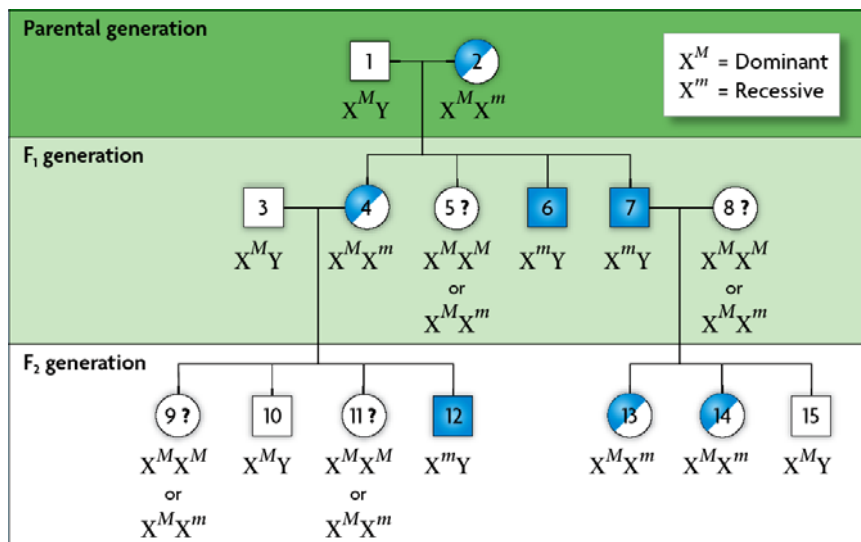 Parental generation
X^M = Dominant
X^m = Recessive
1 2
X^M Y X^M X^m
F₁ generation
3 4 5 ? 6 7 8 ?
X^M Y X^M X^m X^M X^M X^m Y X^m Y X^M X^M
or or
X^M X^m X^M X^m
F₂ generation
9 ? 10 11 ? 12 13 14 15
X^M X^M X^M Y X^M X^M X^m Y X^M X^m X^M X^m X^M Y
or or
X^M X^m X^M X^m